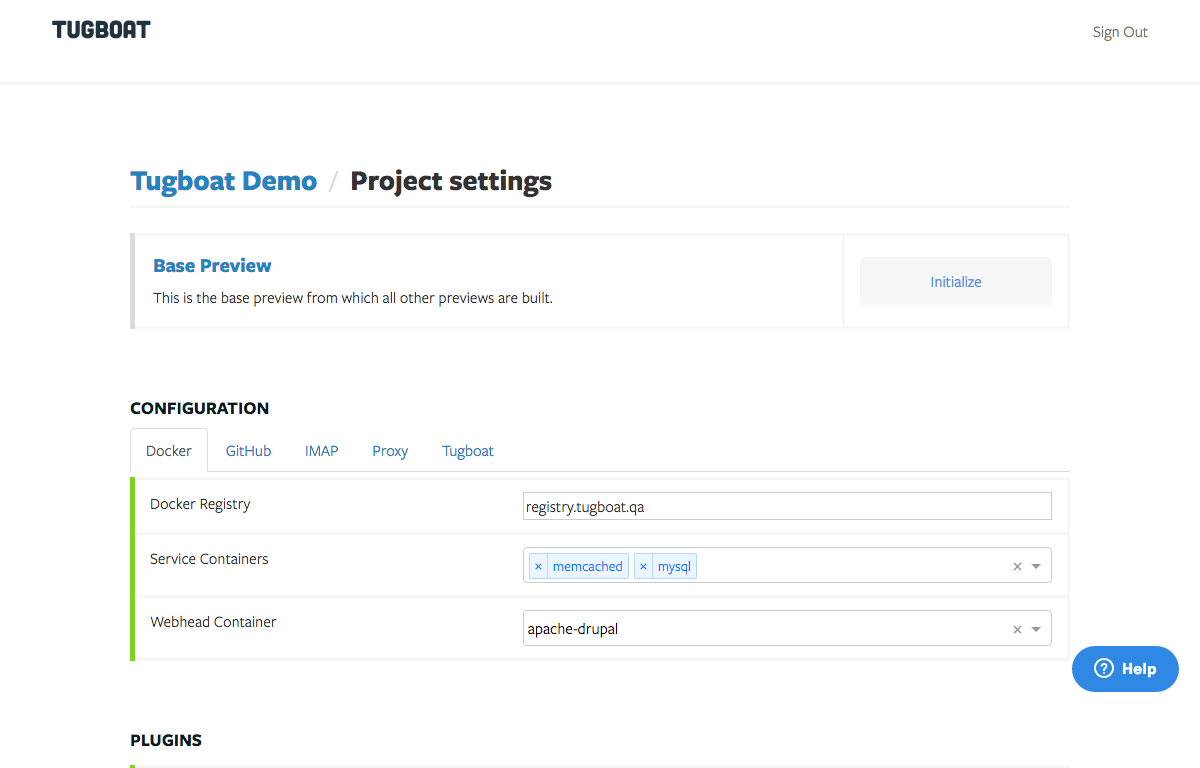 TUGBOAT
Sign Out
Tugboat Demo / Project settings
Base Preview
This is the base preview from which all other previews are built.
Initialize
CONFIGURATION
Docker GitHub IMAP Proxy Tugboat
Docker Registry registry.tugboat.qa
Service Containers × memcached × mysql
Webhead Container apache-drupal
? Help
PLUGINS